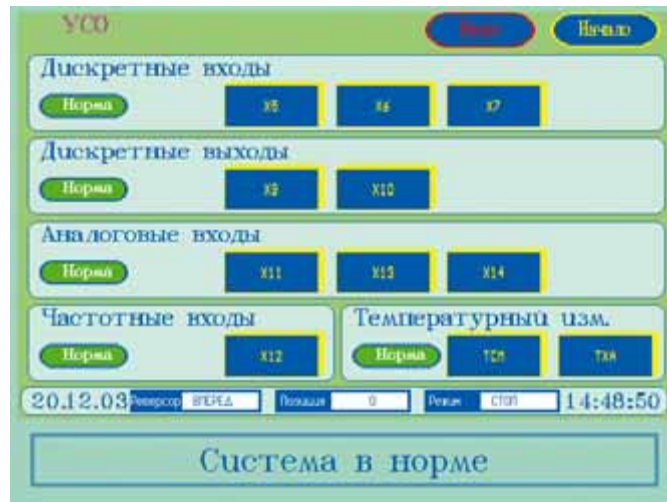 УСО
Начало
Дискретные входы
Норма X5 X6 X7
Дискретные выходы
Норма X9 X10
Аналоговые входы
Норма X11 X13 X14
Частотные входы
Норма X12
Температурный изм.
Норма ТСМ ТХА
20.12.03 Реверсор ВПЕРЕД Позиция 0 Режим СТОП 14:48:50
Система в норме